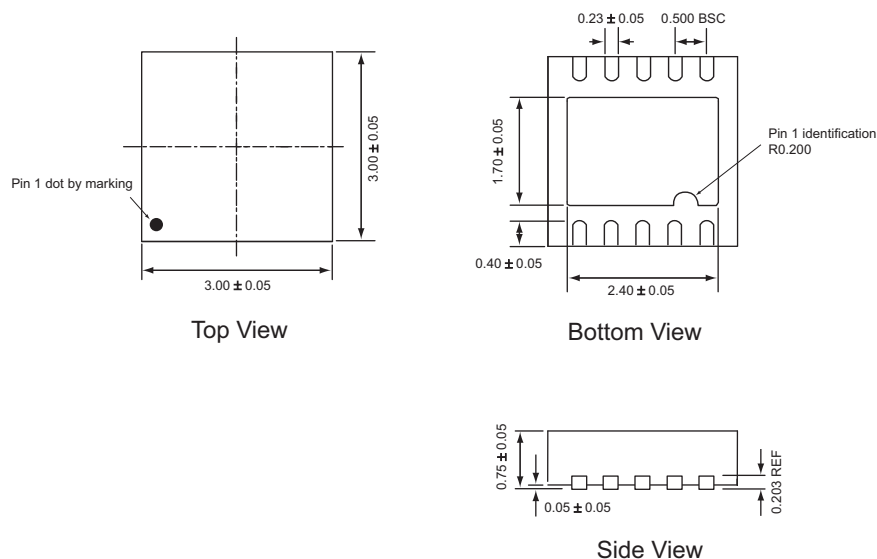 0.23 ± 0.05
0.500 BSC
3.00 ± 0.05
Pin 1 dot by marking
3.00 ± 0.05
Top View
1.70 ± 0.05
Pin 1 identification
R0.200
0.40 ± 0.05
2.40 ± 0.05
Bottom View
0.75 ± 0.05
0.05 ± 0.05
0.203 REF
Side View